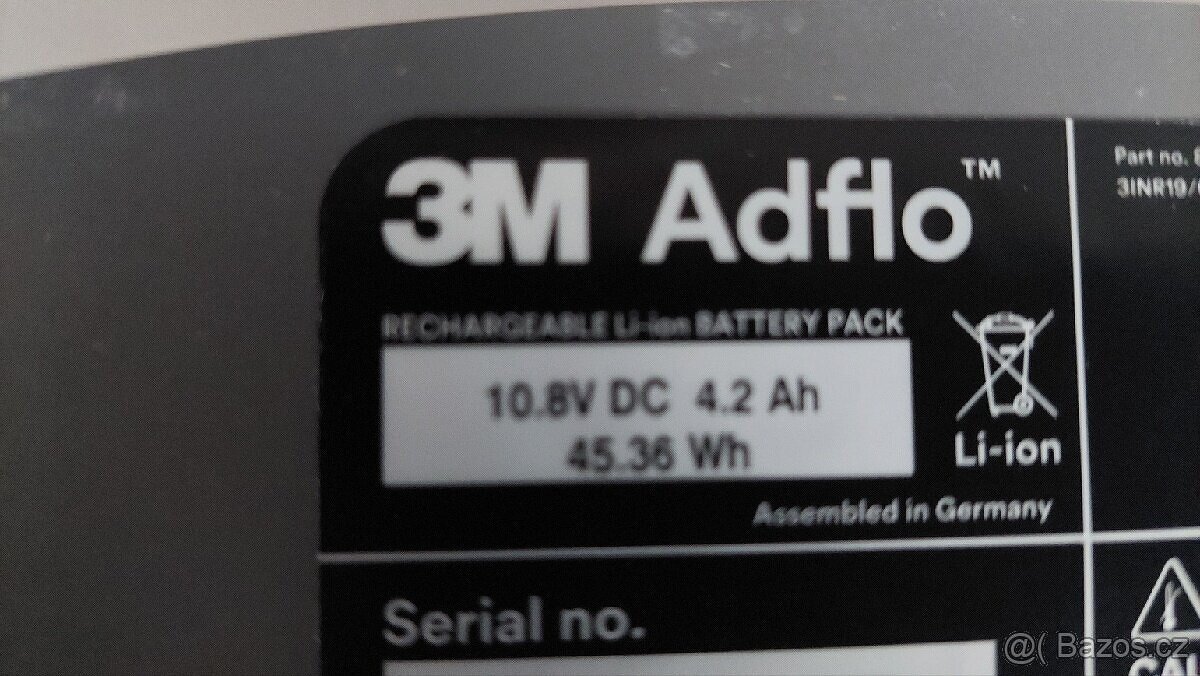 3M Adflo™
RECHARGEABLE Li-ion BATTERY PACK
10.8V DC 4.2 Ah
45.36 Wh
Li-ion
Assembled in Germany
Part no.
3INR19/
Serial no.
@( Bazos.cz